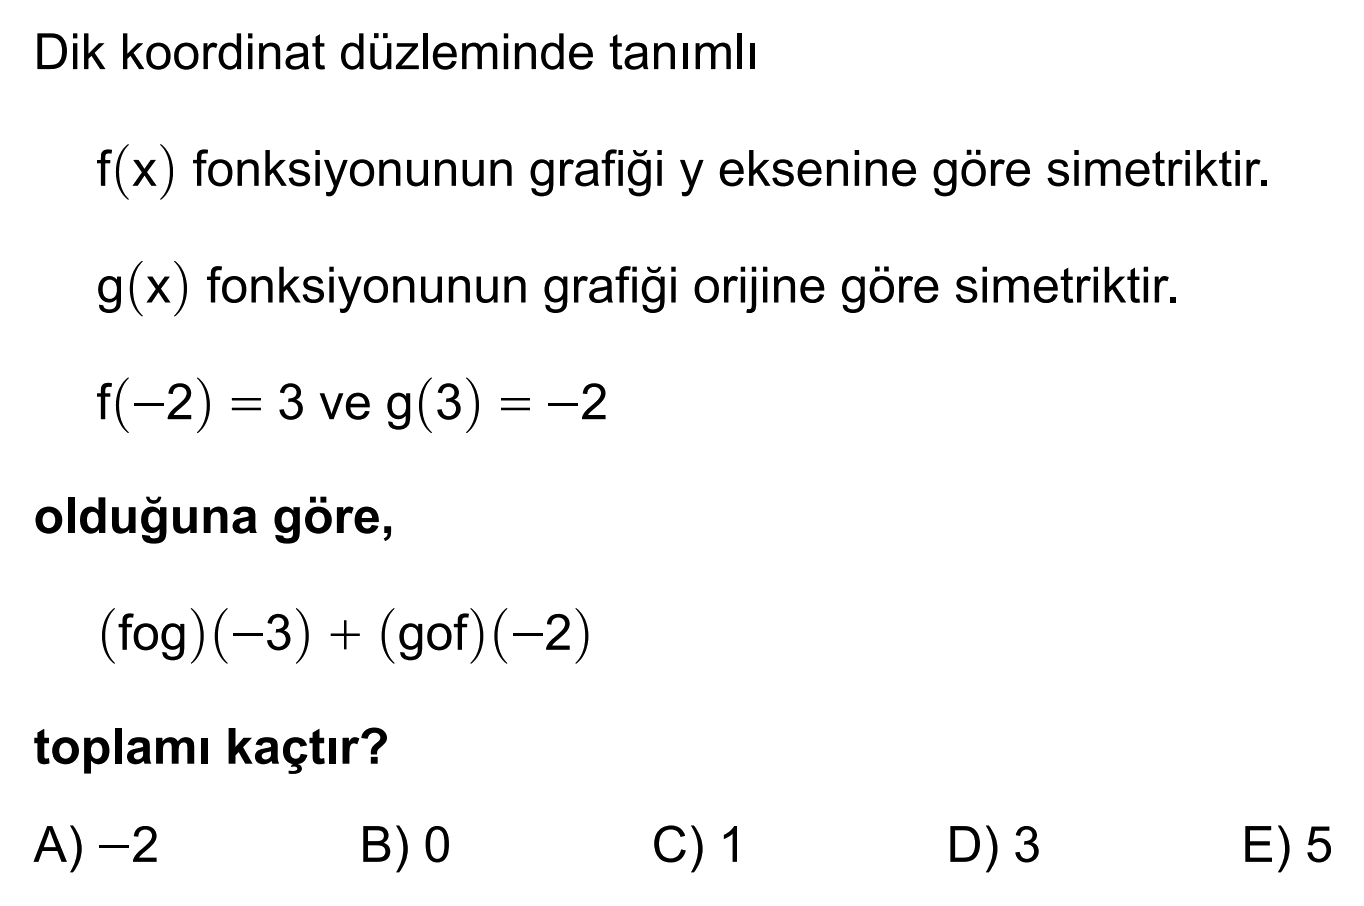 Dik koordinat düzleminde tanımlı
f(x) fonksiyonunun grafiği y eksenine göre simetriktir.
g(x) fonksiyonunun grafiği orijine göre simetriktir.
f(−2) = 3 ve g(3) = −2
olduğuna göre,
(fog)(−3) + (gof)(−2)
toplamı kaçtır?
A) −2 B) 0 C) 1 D) 3 E) 5